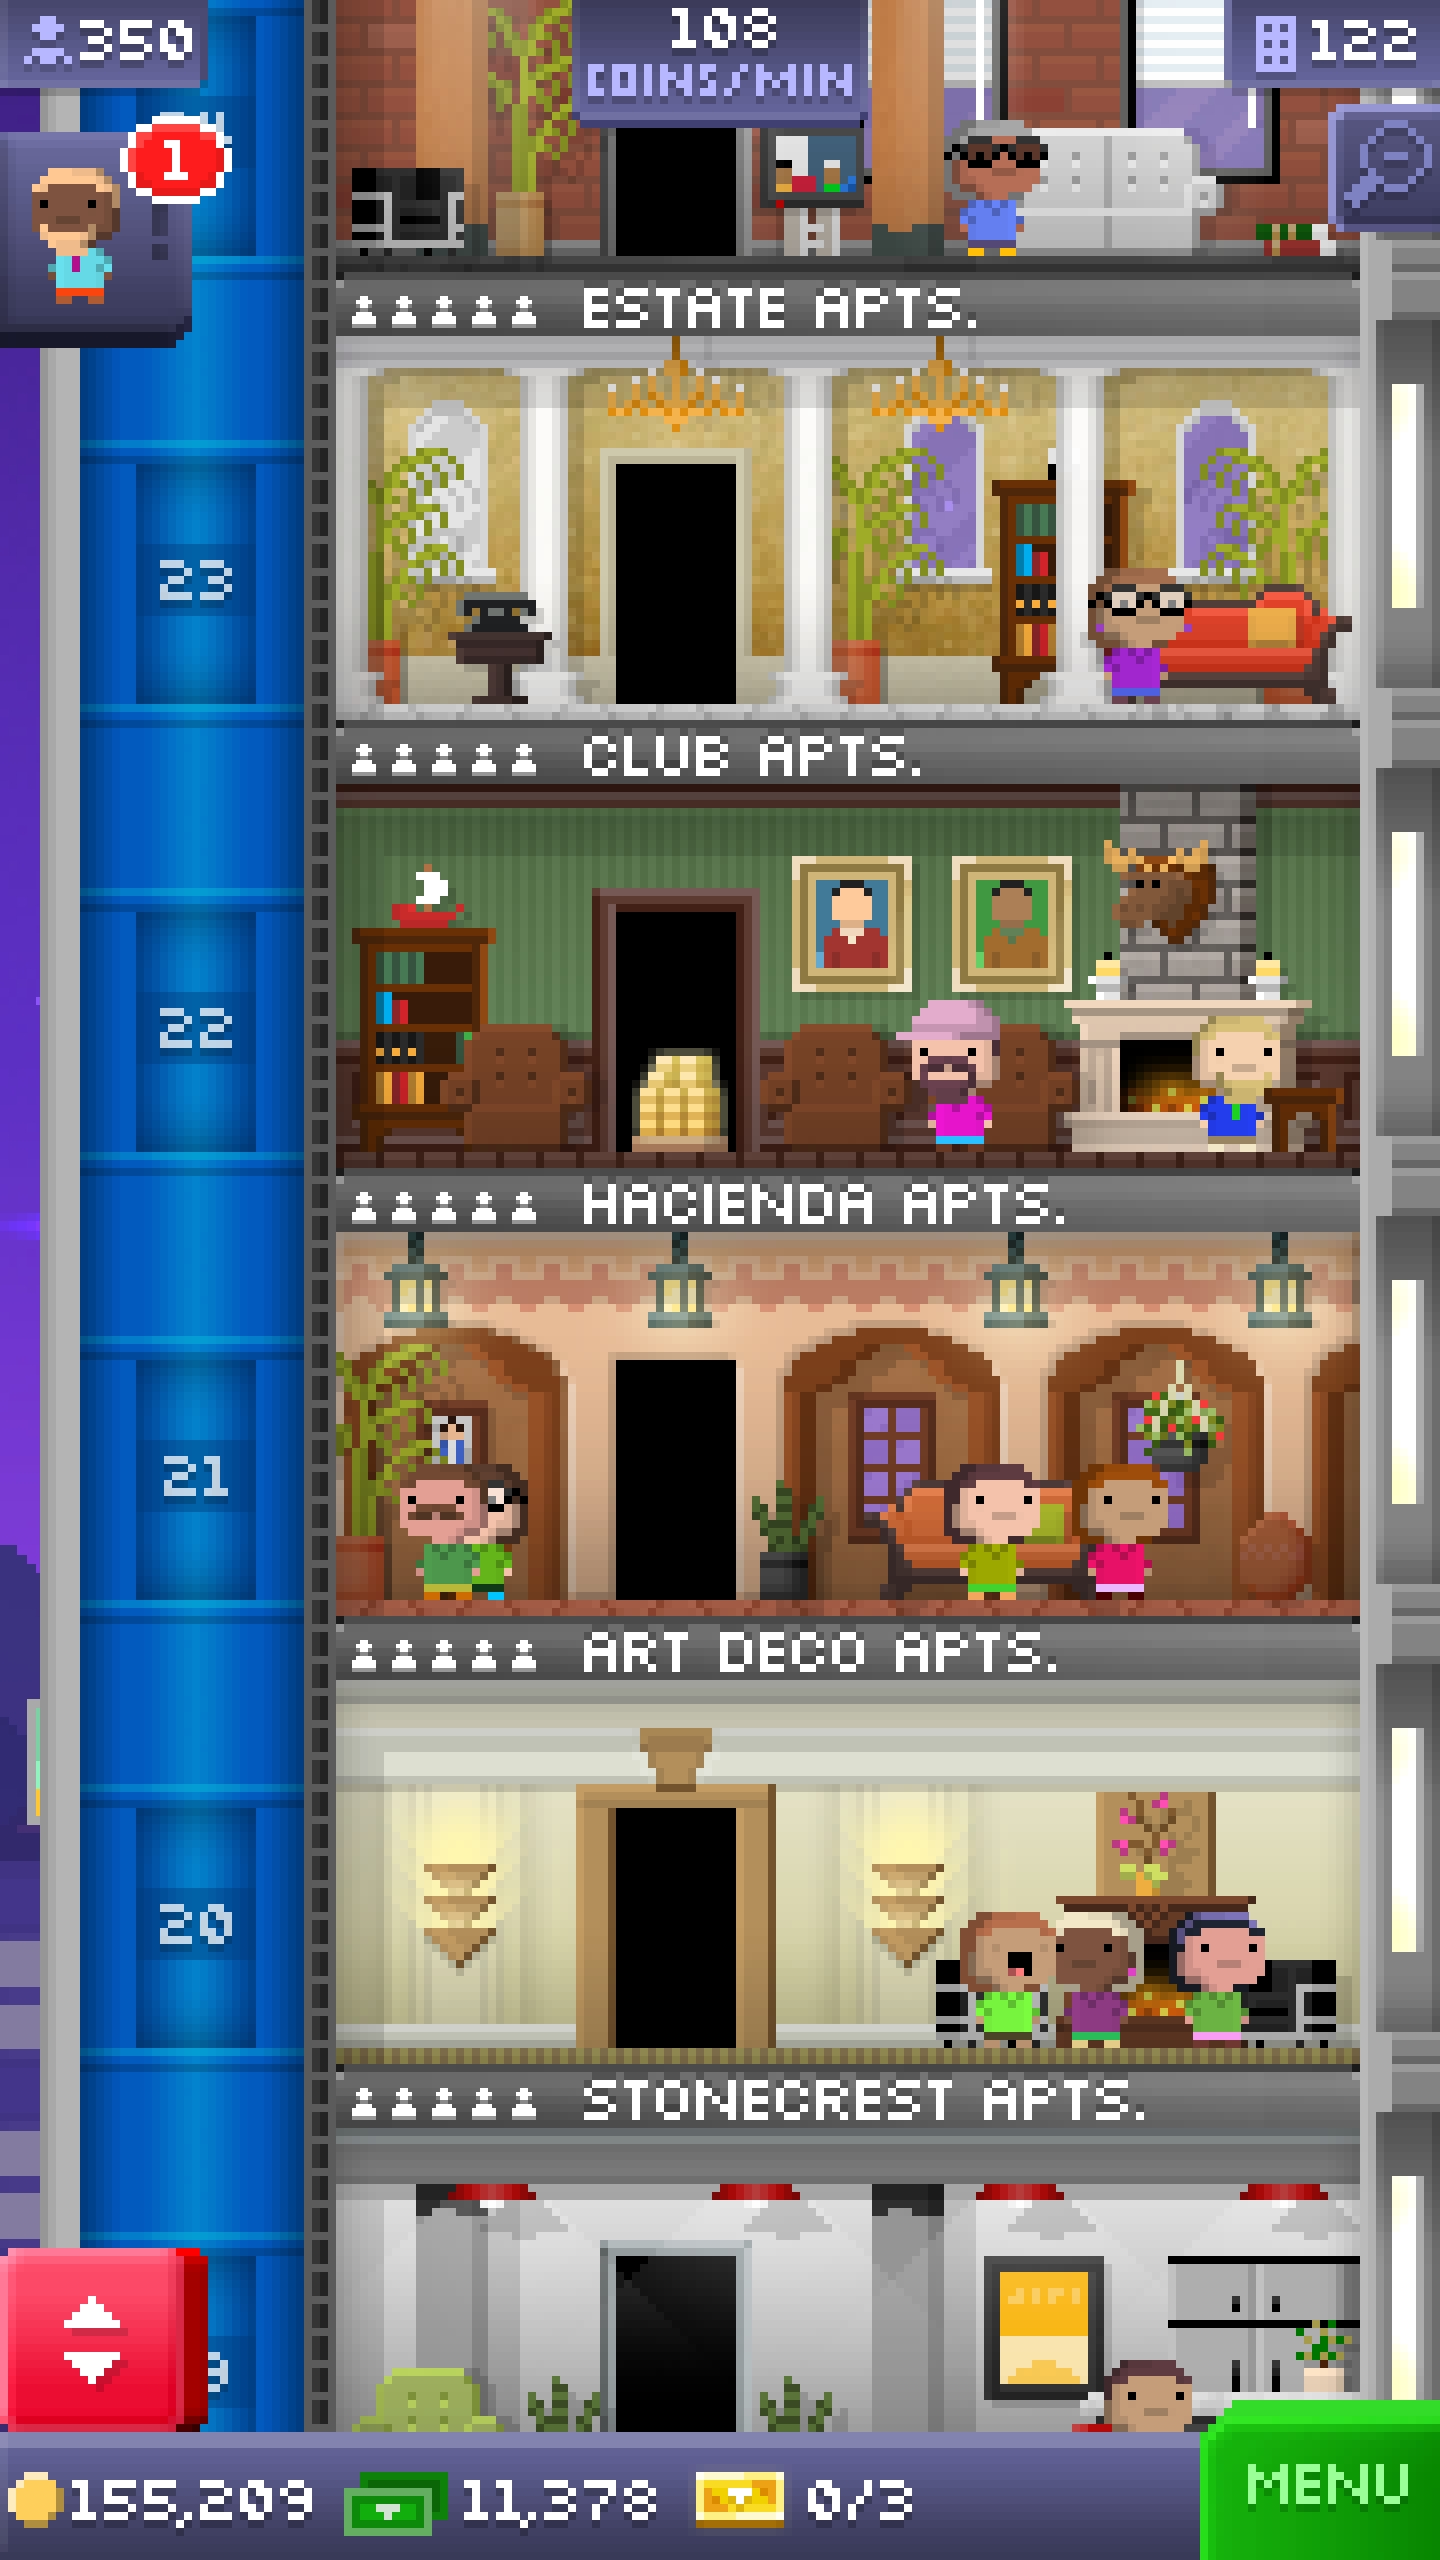 350
108
COINS/MIN
122
1
ESTATE APTS.
23
CLUB APTS.
22
HACIENDA APTS.
21
ART DECO APTS.
20
STONECREST APTS.
9
155,209
11,378
0/3
MENU